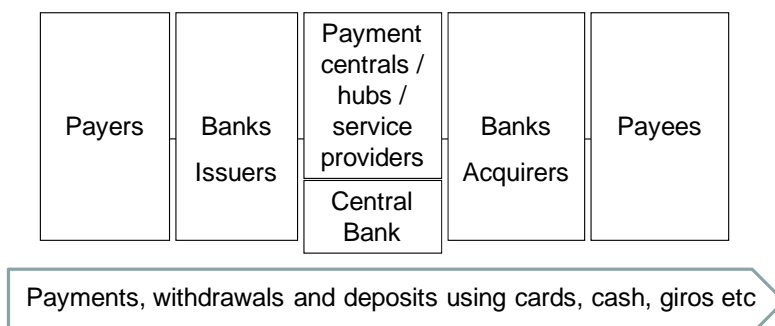 Payers
Banks
Issuers
Payment
centrals /
hubs /
service
providers
Central
Bank
Banks
Acquirers
Payees
Payments, withdrawals and deposits using cards, cash, giros etc